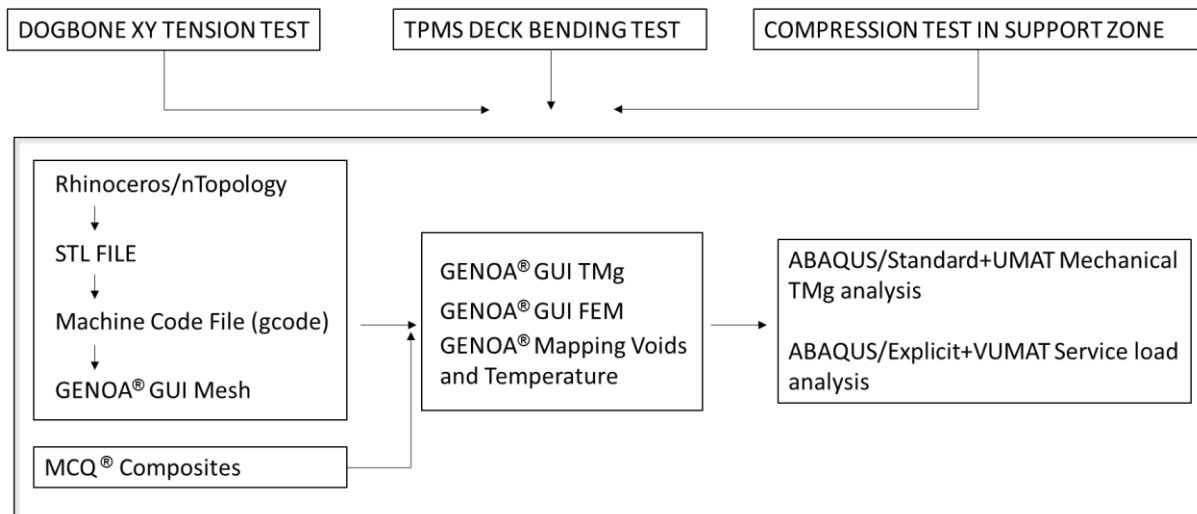 DOGBONE XY TENSION TEST
TPMS DECK BENDING TEST
COMPRESSION TEST IN SUPPORT ZONE
Rhinoceros/nTopology
STL FILE
Machine Code File (gcode)
GENOA® GUI Mesh
MCQ® Composites
GENOA® GUI TMg
GENOA® GUI FEM
GENOA® Mapping Voids
and Temperature
ABAQUS/Standard+UMAT Mechanical
TMg analysis
ABAQUS/Explicit+VUMAT Service load
analysis